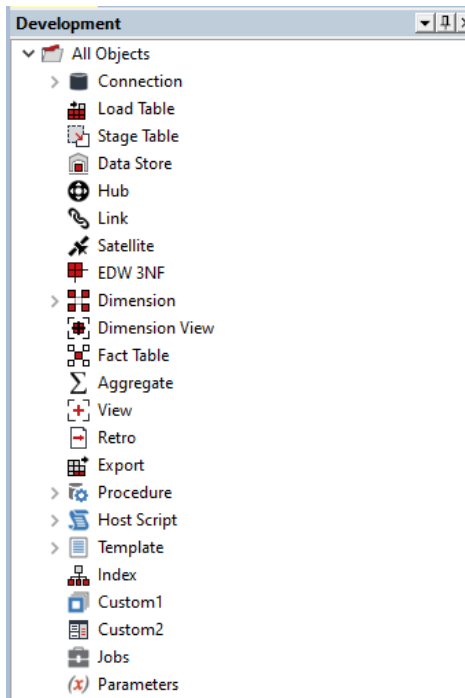 Development
All Objects
Connection
Load Table
Stage Table
Data Store
Hub
Link
Satellite
EDW 3NF
Dimension
Dimension View
Fact Table
Aggregate
View
Retro
Export
Procedure
Host Script
Template
Index
Custom1
Custom2
Jobs
(x) Parameters